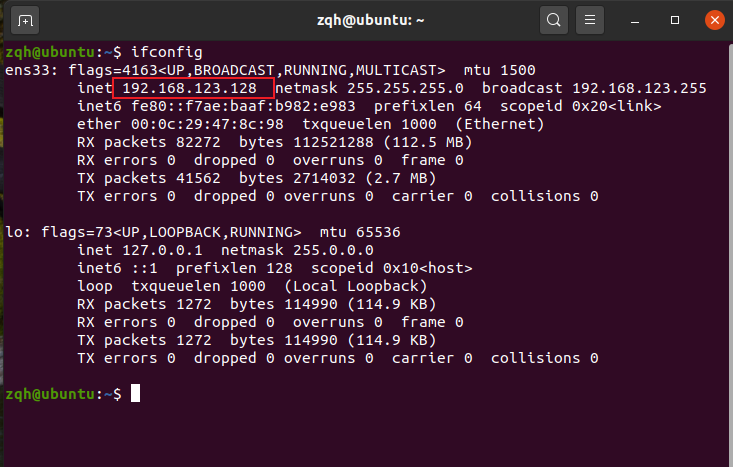 zqh@ubuntu: ~
zqh@ubuntu:~$ ifconfig
ens33: flags=4163<UP,BROADCAST,RUNNING,MULTICAST>  mtu 1500
        inet 192.168.123.128  netmask 255.255.255.0  broadcast 192.168.123.255
        inet6 fe80::f7ae:baaf:b982:e983  prefixlen 64  scopeid 0x20<link>
        ether 00:0c:29:47:8c:98  txqueuelen 1000  (Ethernet)
        RX packets 82272  bytes 112521288 (112.5 MB)
        RX errors 0  dropped 0  overruns 0  frame 0
        TX packets 41562  bytes 2714032 (2.7 MB)
        TX errors 0  dropped 0 overruns 0  carrier 0  collisions 0

lo: flags=73<UP,LOOPBACK,RUNNING>  mtu 65536
        inet 127.0.0.1  netmask 255.0.0.0
        inet6 ::1  prefixlen 128  scopeid 0x10<host>
        loop  txqueuelen 1000  (Local Loopback)
        RX packets 1272  bytes 114990 (114.9 KB)
        RX errors 0  dropped 0  overruns 0  frame 0
        TX packets 1272  bytes 114990 (114.9 KB)
        TX errors 0  dropped 0 overruns 0  carrier 0  collisions 0

zqh@ubuntu:~$